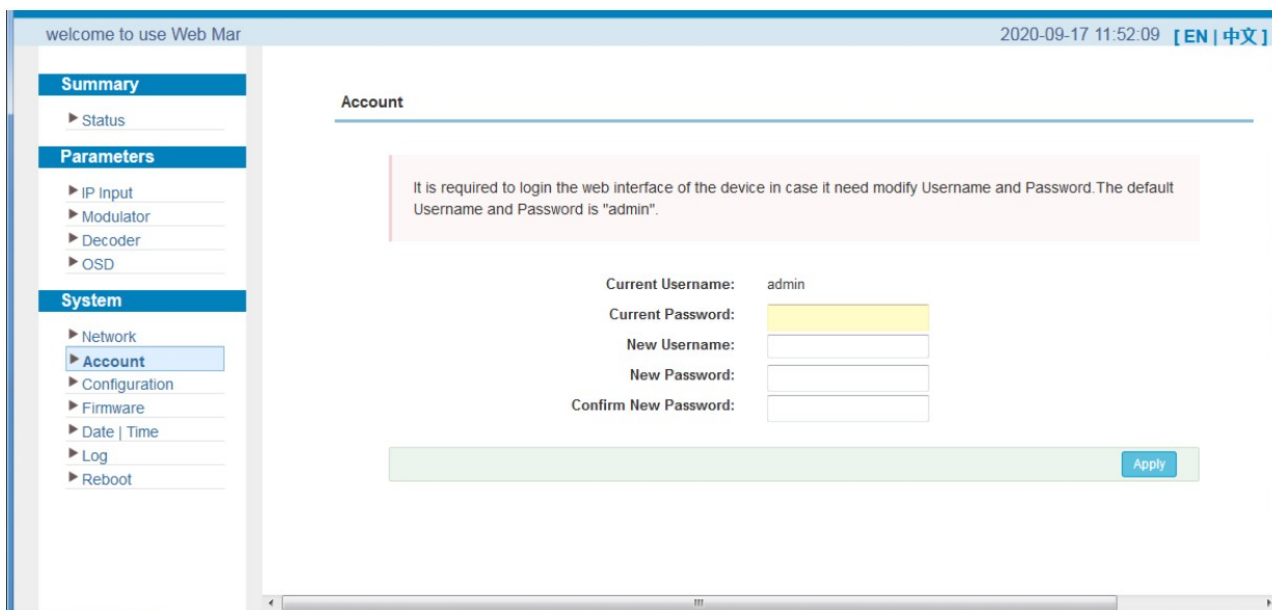 welcome to use Web Mar
2020-09-17 11:52:09 [ EN | 中文 ]
Summary
Status
Parameters
IP Input
Modulator
Decoder
OSD
System
Network
Account
Configuration
Firmware
Date | Time
Log
Reboot
Account
It is required to login the web interface of the device in case it need modify Username and Password.The default
Username and Password is "admin".
Current Username: admin
Current Password:
New Username:
New Password:
Confirm New Password:
Apply